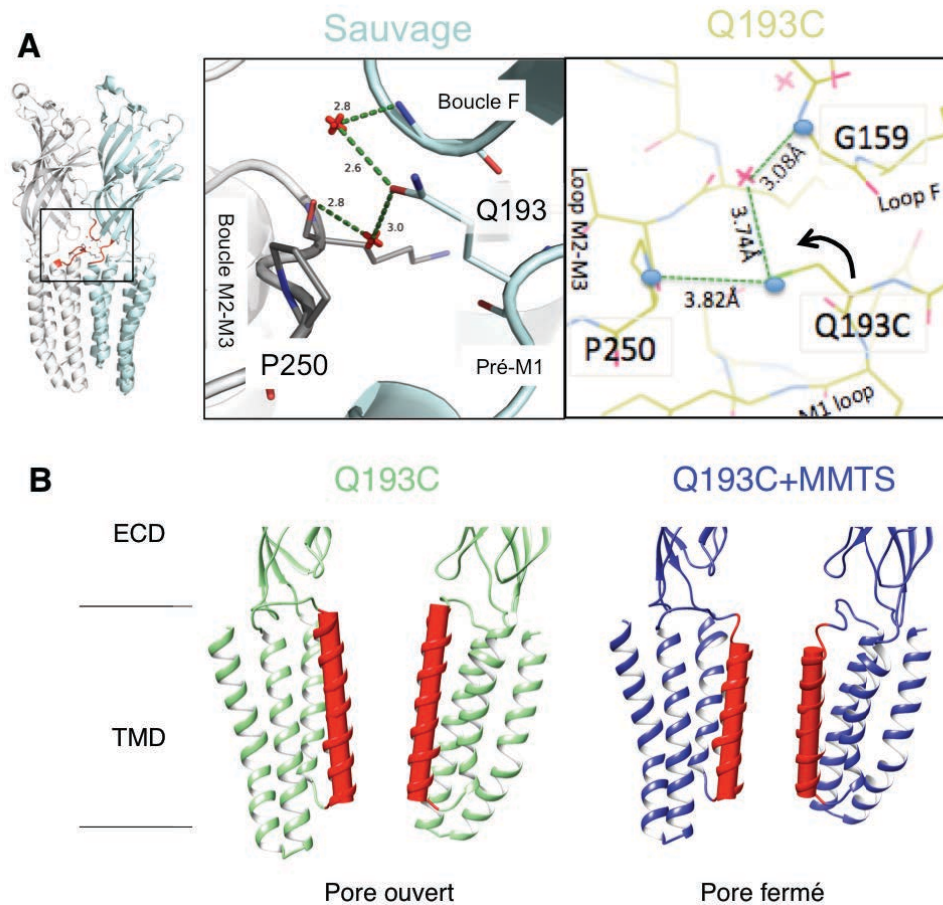 A
Sauvage
Q193C
2.8
Boucle F
2.6
2.8
3.0
Q193
Boucle M2-M3
P250
Pré-M1
G159
3.08Å
Loop F
Loop M2-M3
3.74Å
3.82Å
Q193C
P250
M1 loop
B
Q193C
Q193C+MMTS
ECD
TMD
Pore ouvert
Pore fermé